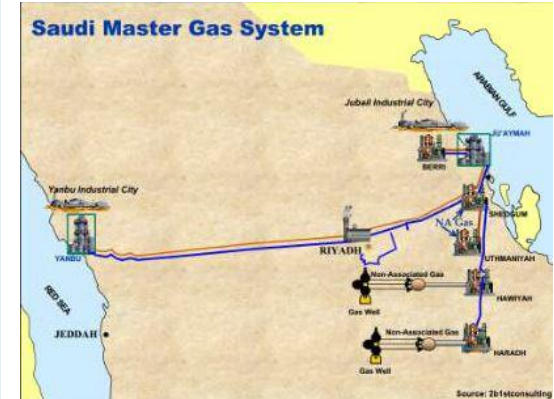 Saudi Master Gas System
ARABIAN GULF
Jubail Industrial City
JU'AYMAH
BERRI
Yanbu Industrial City
SHEDGUM
NA Gas
YANBU
RIYADH
UTHMANIYAH
Non-Associated Gas
HAWIYAH
Gas Well
RED SEA
JEDDAH
Non-Associated Gas
HARADH
Gas Well
Source: 2b1stconsulting